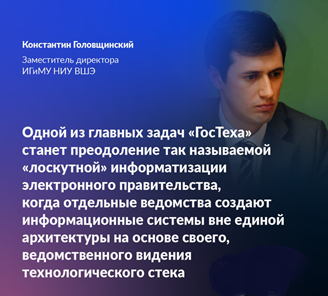 Константин Головщинский
Заместитель директора
ИГиМУ НИУ ВШЭ
Одной из главных задач «ГосТеха»
станет преодоление так называемой
«лоскутной» информатизации
электронного правительства,
когда отдельные ведомства создают
информационные системы вне единой
архитектуры на основе своего,
ведомственного видения
технологического стека